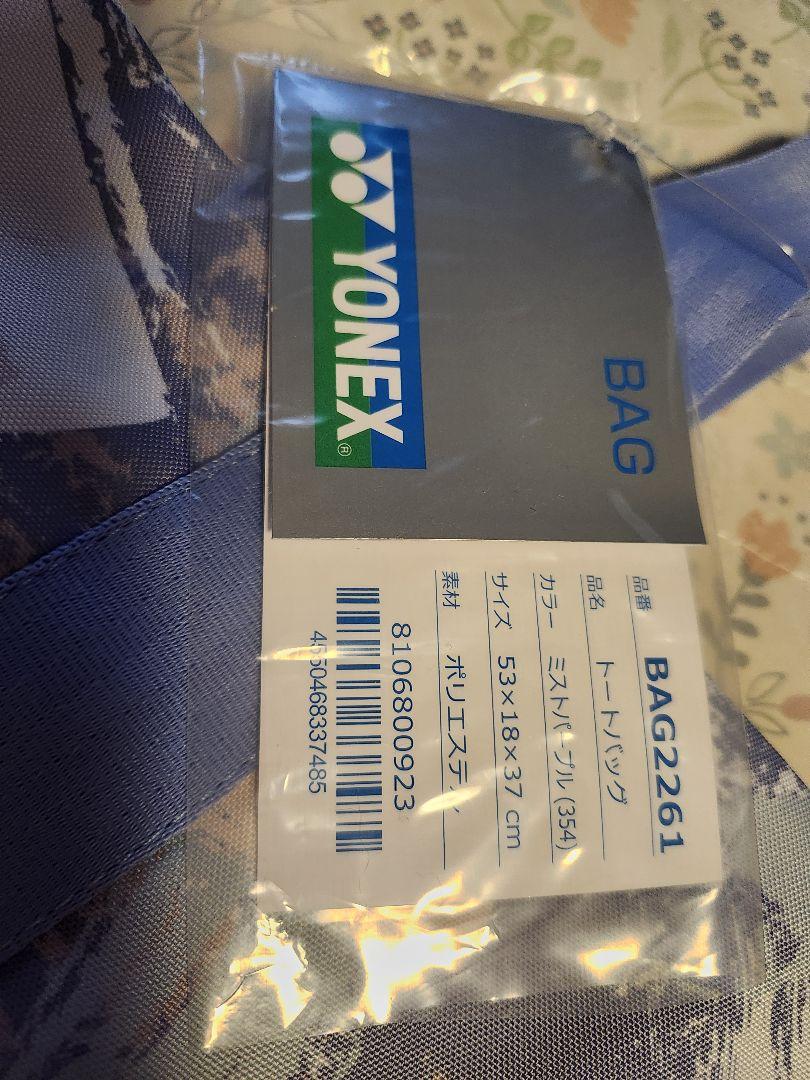 YONEX®
BAG
品番 BAG2261
品名 トートバッグ
カラー ミストパープル (354)
サイズ 53×18×37 cm
素材 ポリエステル
8106800923
4550468337485